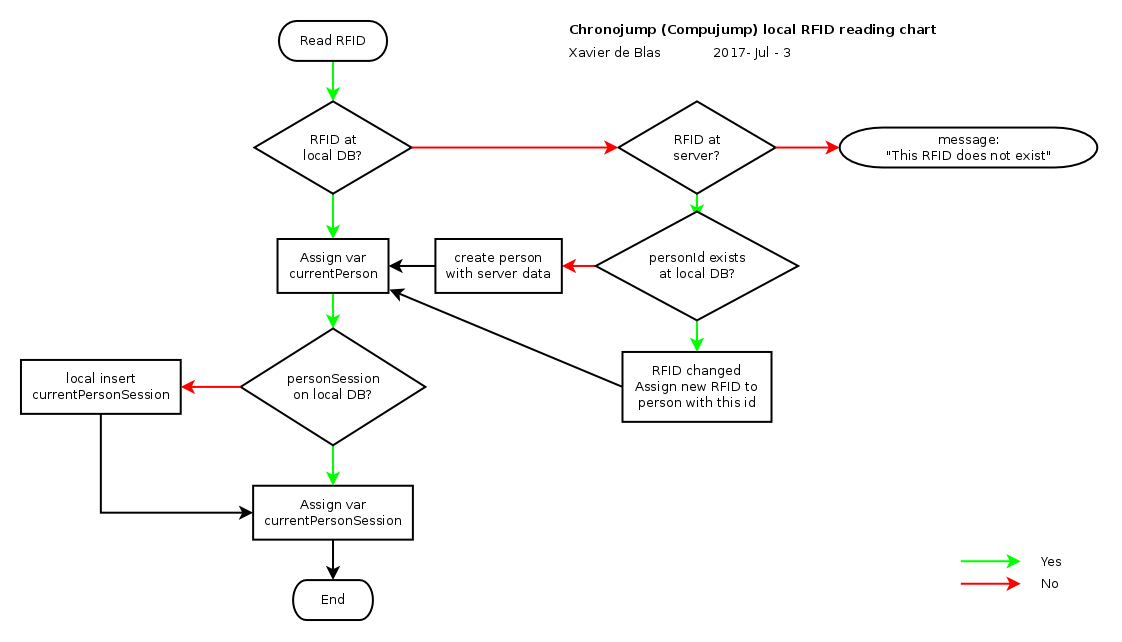 Chronojump (Compujump) local RFID reading chart
Xavier de Blas 2017- Jul - 3
Read RFID
RFID at
local DB?
RFID at
server?
message:
"This RFID does not exist"
Assign var
currentPerson
create person
with server data
personId exists
at local DB?
local insert
currentPersonSession
personSession
on local DB?
RFID changed
Assign new RFID to
person with this id
Assign var
currentPersonSession
End
Yes
No